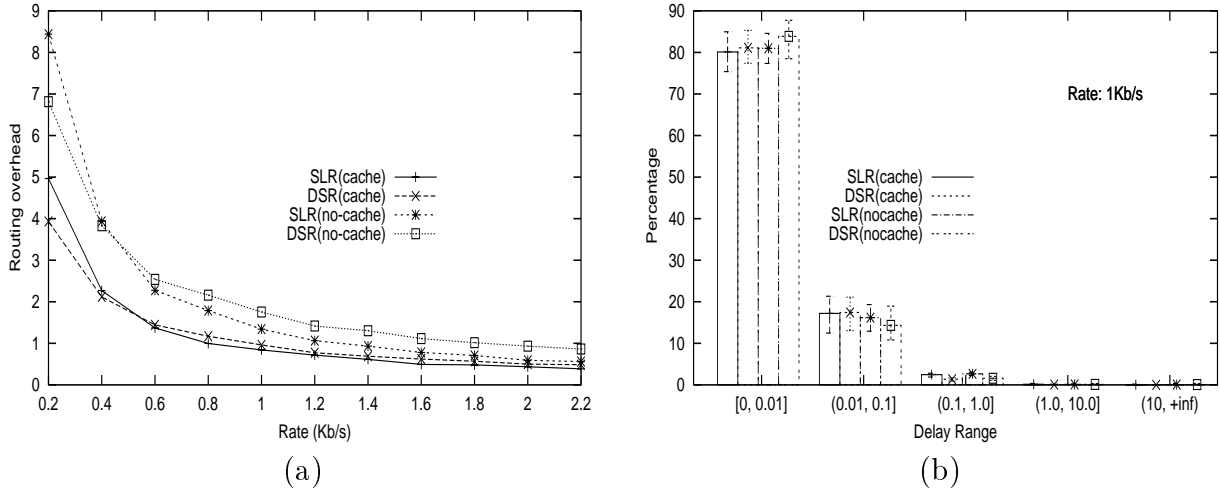 9
8
7
6
5
4
3
2
1
0
Routing overhead
SLR(cache)
DSR(cache)
SLR(no-cache)
DSR(no-cache)
0.2 0.4 0.6 0.8 1 1.2 1.4 1.6 1.8 2 2.2
Rate (Kb/s)
(a)
90
80
70
60
50
40
30
20
10
0
Percentage
Rate: 1Kb/s
SLR(cache)
DSR(cache)
SLR(nocache)
DSR(nocache)
[0, 0.01] (0.01, 0.1] (0.1, 1.0] (1.0, 10.0] (10, +inf)
Delay Range
(b)